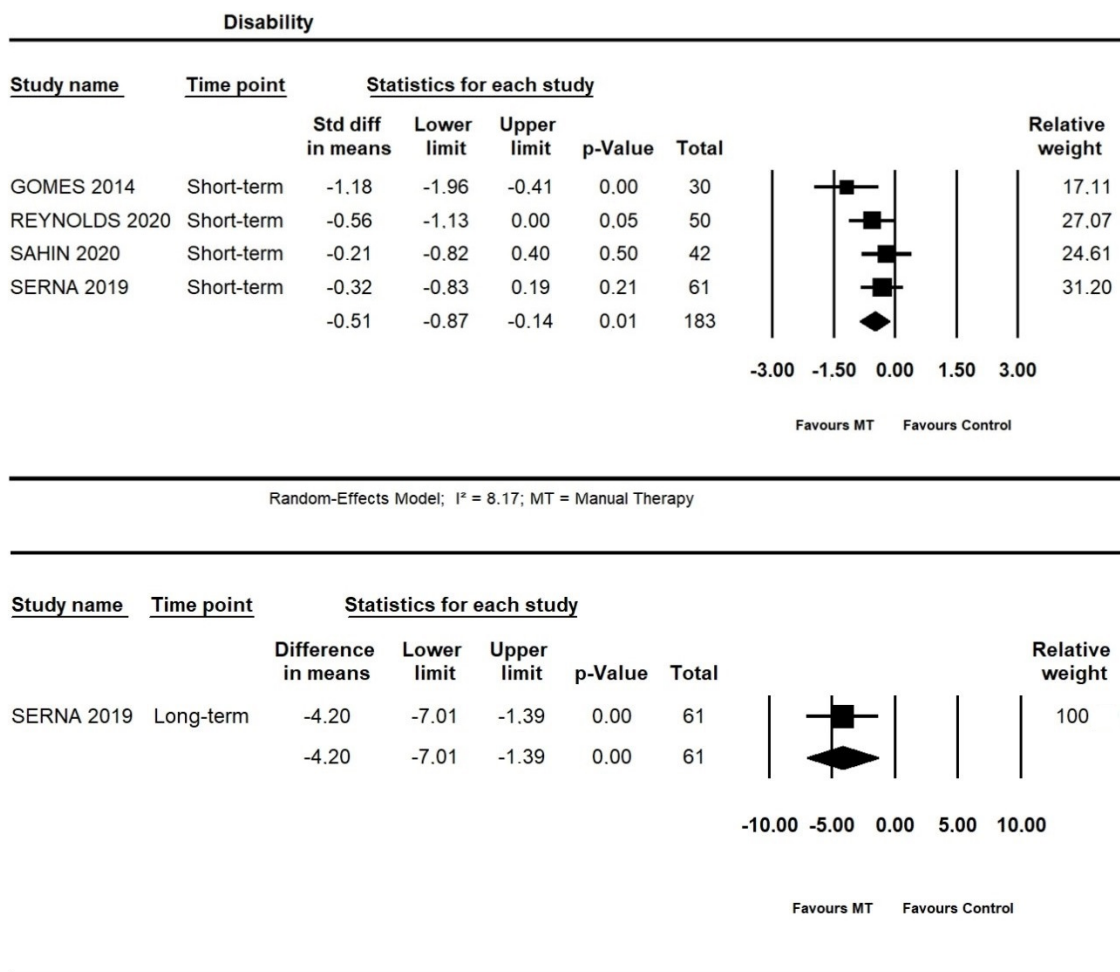 Disability
Study name Time point Statistics for each study
Std diff in means Lower limit Upper limit p-Value Total Relative weight
GOMES 2014 Short-term -1.18 -1.96 -0.41 0.00 30 17.11
REYNOLDS 2020 Short-term -0.56 -1.13 0.00 0.05 50 27.07
SAHIN 2020 Short-term -0.21 -0.82 0.40 0.50 42 24.61
SERNA 2019 Short-term -0.32 -0.83 0.19 0.21 61 31.20
-0.51 -0.87 -0.14 0.01 183
-3.00 -1.50 0.00 1.50 3.00
Favours MT Favours Control
Random-Effects Model; I² = 8.17; MT = Manual Therapy
Study name Time point Statistics for each study
Difference in means Lower limit Upper limit p-Value Total Relative weight
SERNA 2019 Long-term -4.20 -7.01 -1.39 0.00 61 100
-4.20 -7.01 -1.39 0.00 61
-10.00 -5.00 0.00 5.00 10.00
Favours MT Favours Control